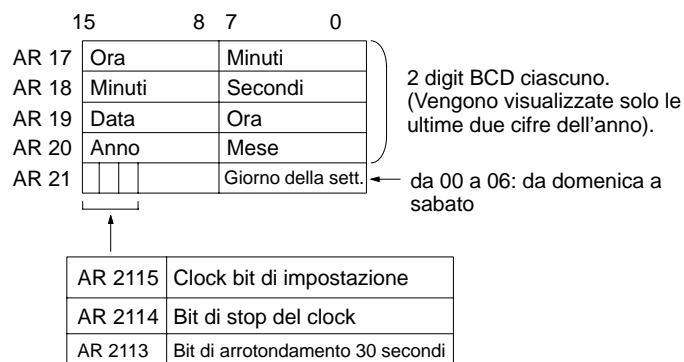 15 8 7 0
AR 17 Ora Minuti
AR 18 Minuti Secondi
AR 19 Data Ora
AR 20 Anno Mese
AR 21 Giorno della sett.
2 digit BCD ciascuno.
(Vengono visualizzate solo le
ultime due cifre dell'anno).
da 00 a 06: da domenica a
sabato
AR 2115 Clock bit di impostazione
AR 2114 Bit di stop del clock
AR 2113 Bit di arrotondamento 30 secondi